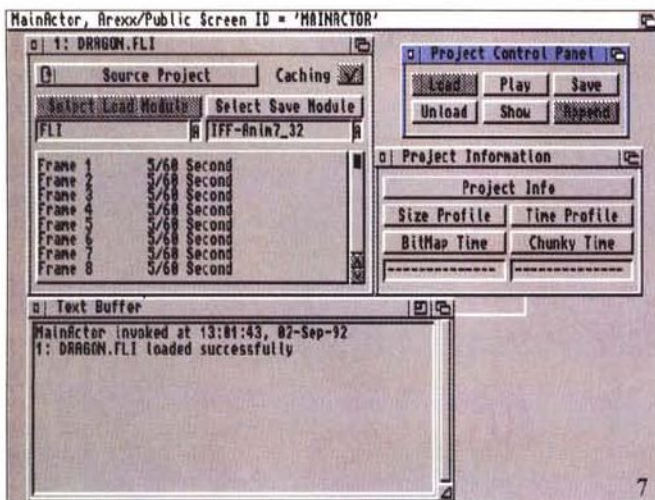 MainActor, Arexx/Public Screen ID = 'MAINACTOR'
1: DRAGON.FLI
Source Project
Caching
Select Load Module
Select Save Module
FLI
IFF-Anim7_32
Frame 1 5/60 Second
Frame 2 5/60 Second
Frame 3 5/60 Second
Frame 4 5/60 Second
Frame 5 5/60 Second
Frame 6 5/60 Second
Frame 7 5/60 Second
Frame 8 5/60 Second
Project Control Panel
Load Play Save
Unload Show Append
Project Information
Project Info
Size Profile Time Profile
BitMap Time Chunky Time
--------------- ---------------
Text Buffer
MainActor invoked at 13:01:43, 02-Sep-92
1: DRAGON.FLI loaded successfully
7